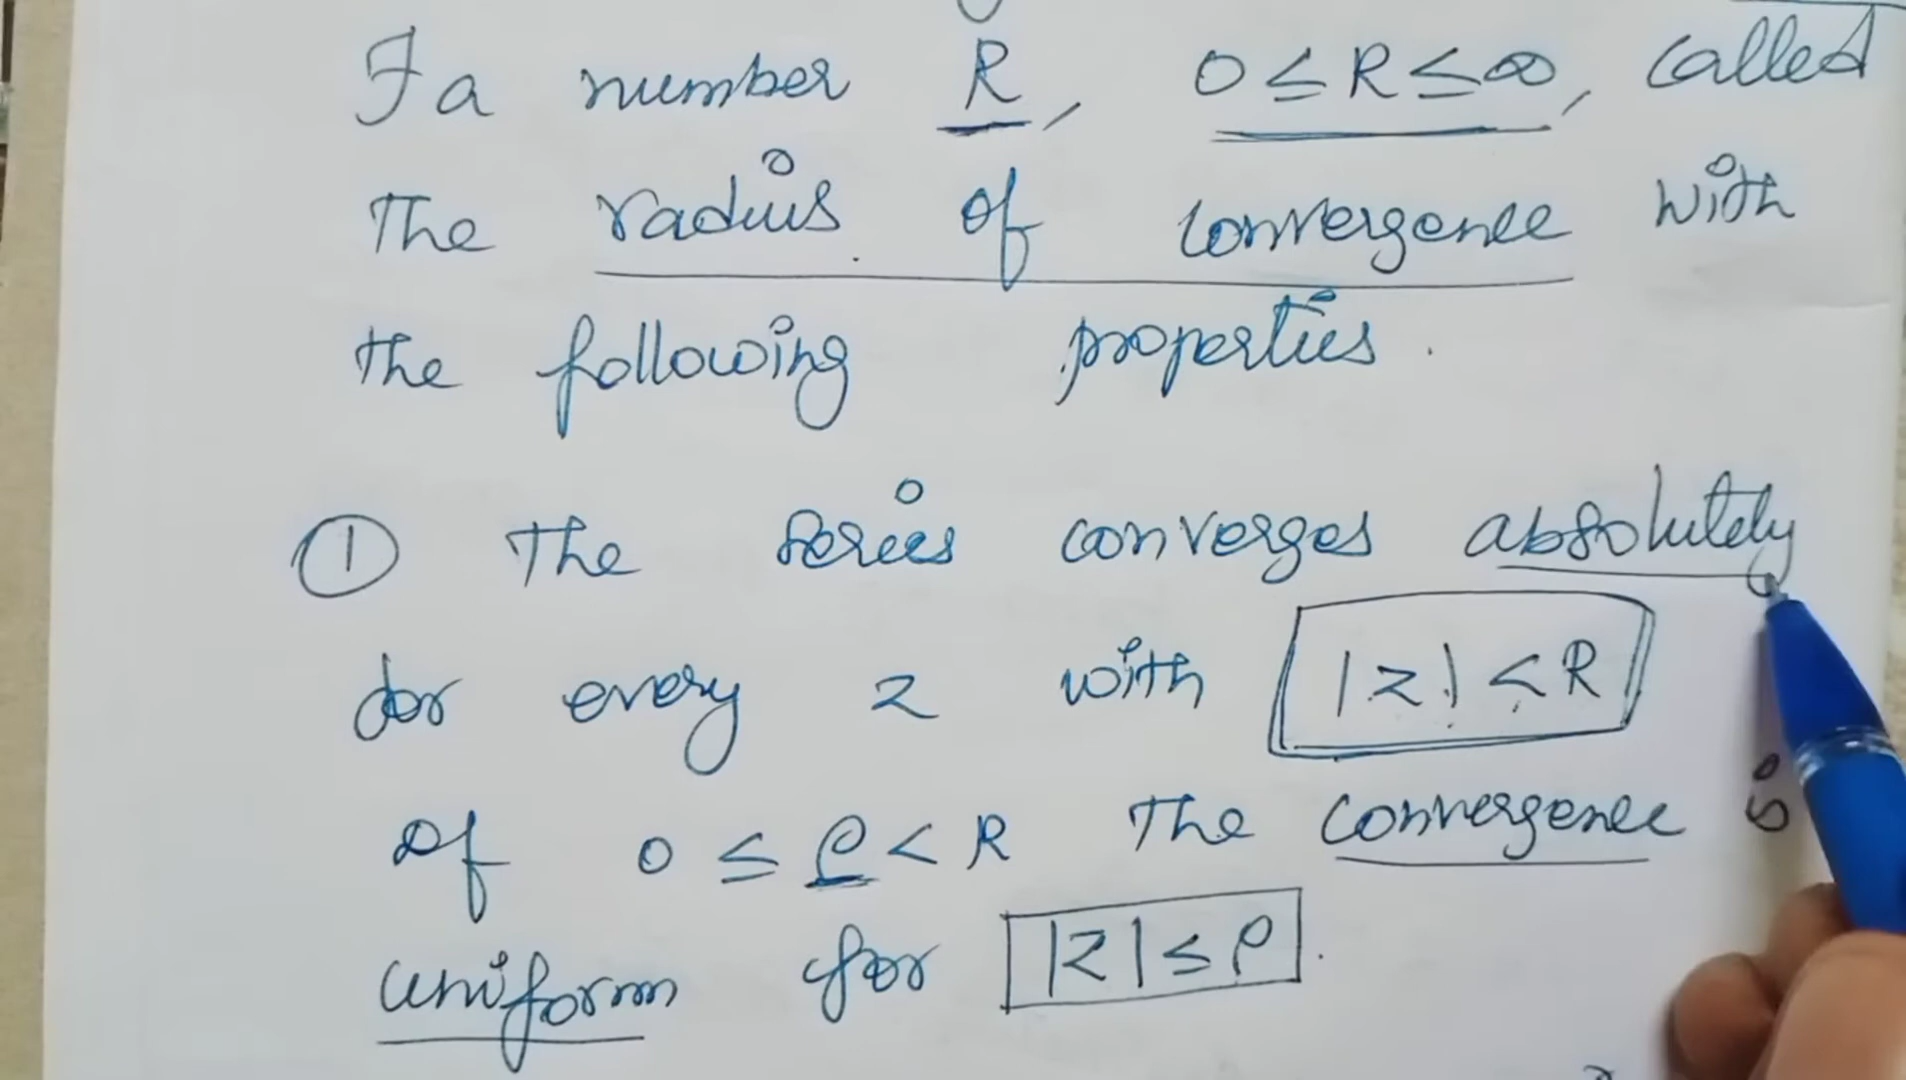 ∃ a number R, 0 ≤ R ≤ ∞, called
The radius of convergence with
the following properties.
① The series converges absolutely
for every z with |z| < R
If 0 ≤ ρ < R The convergence is
uniform for |z| ≤ ρ.